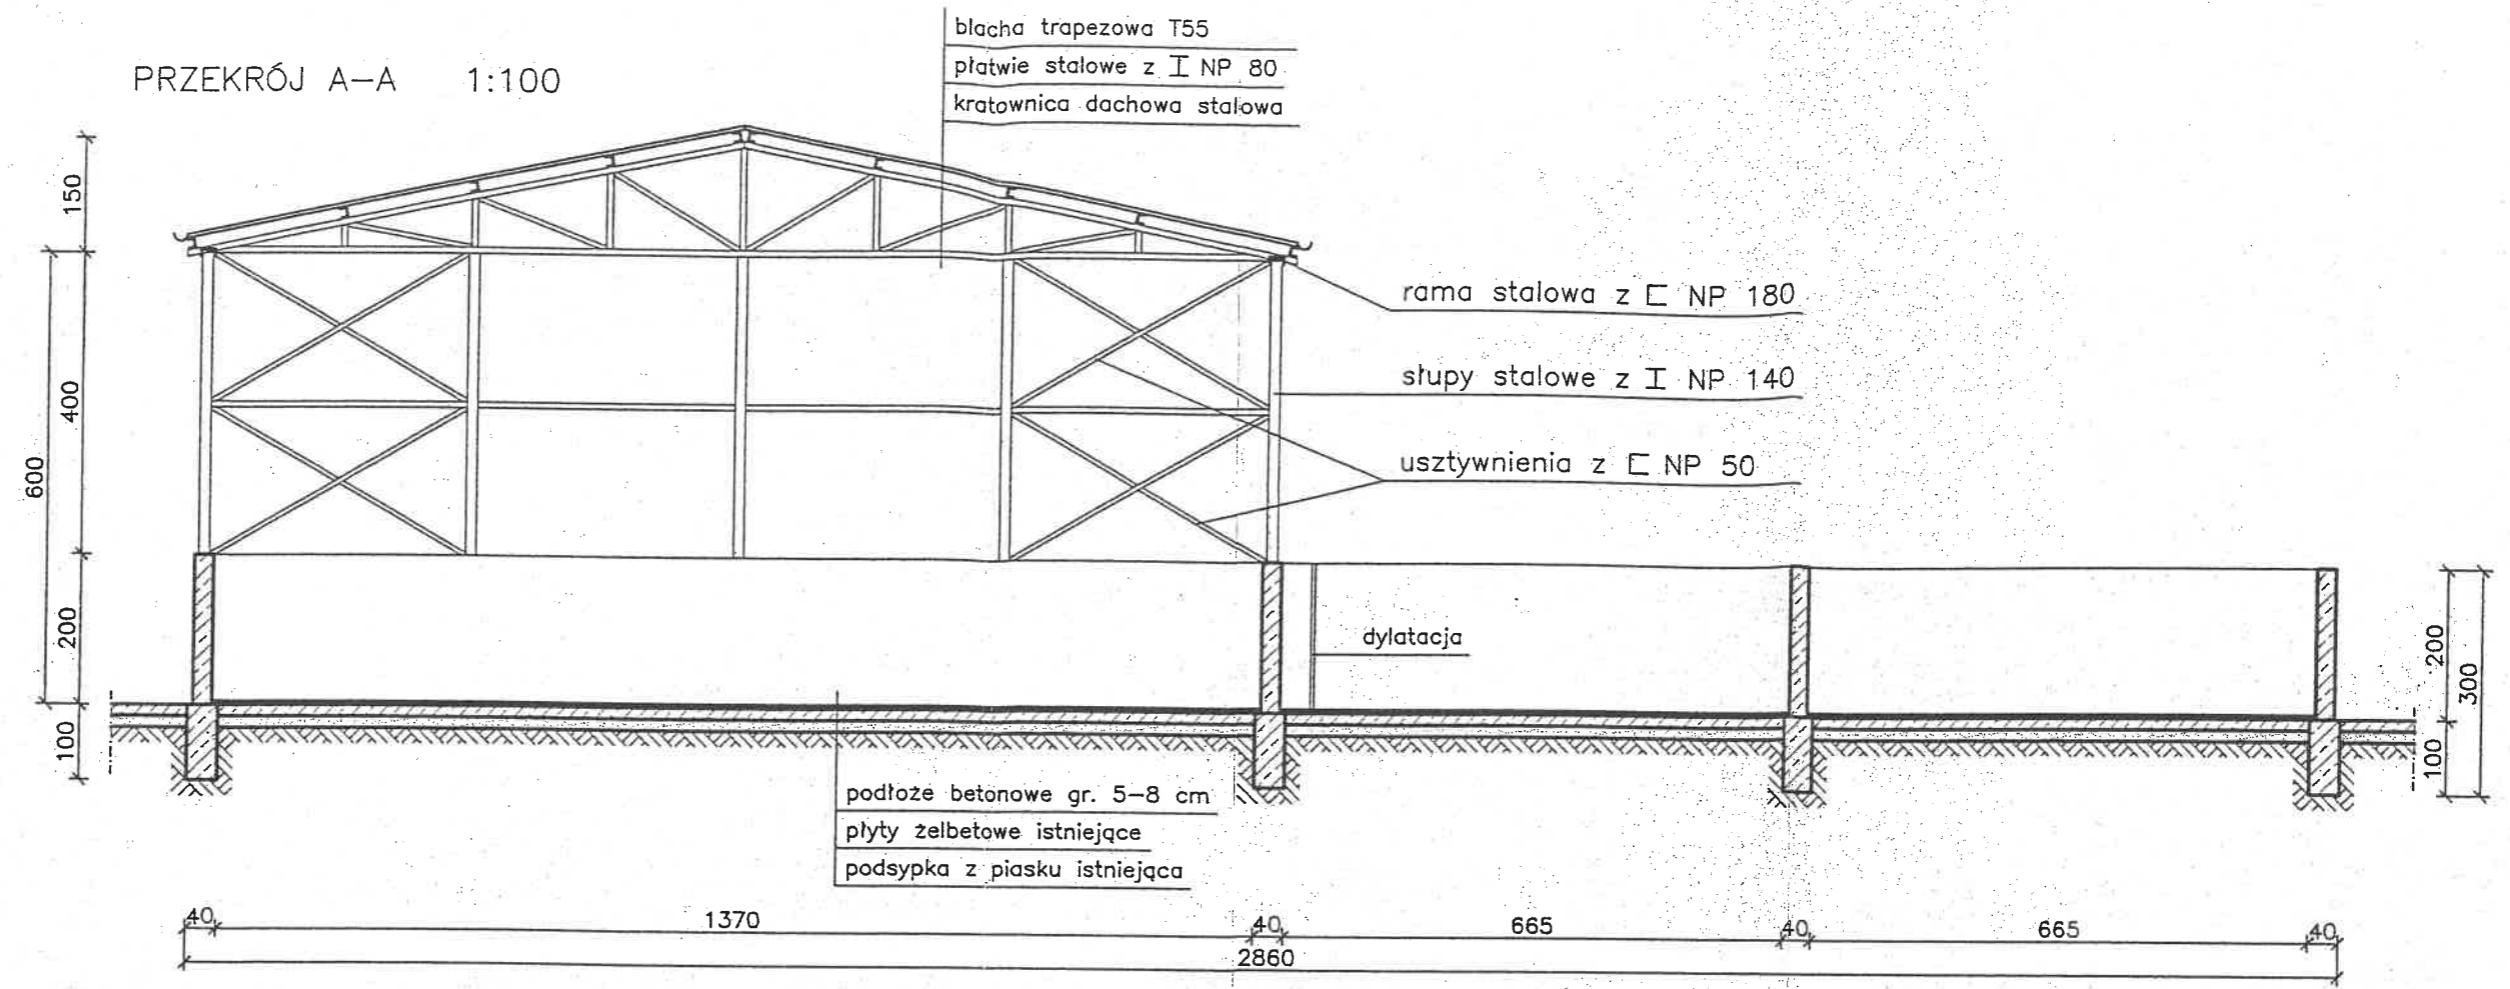 PRZEKRÓJ A-A 1:100
blacha trapezowa T55
płatwie stalowe z I NP 80
kratownica dachowa stalowa
150
600
400
200
100
rama stalowa z [ NP 180
słupy stalowe z I NP 140
usztywnienia z [ NP 50
dylatacja
200
300
100
podłoże betonowe gr. 5-8 cm
płyty żelbetowe istniejące
podsypka z piasku istniejąca
40 1370 40 665 40 665 40
2860